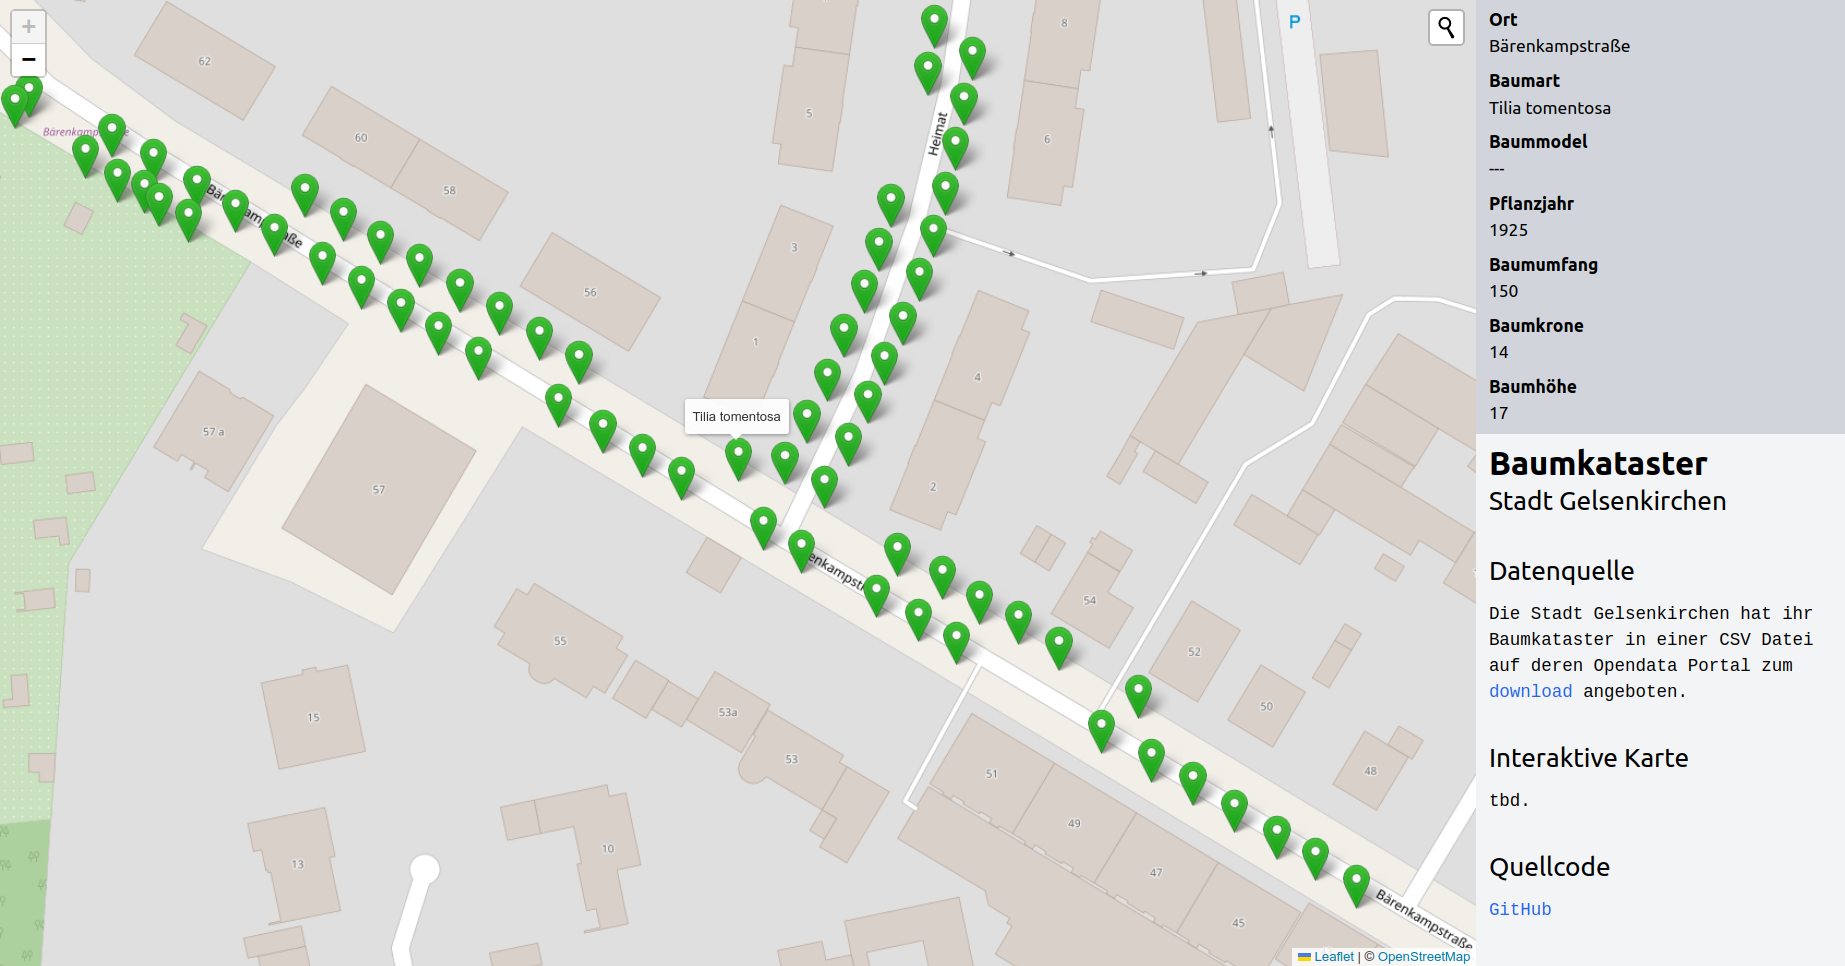 +
−
62
60
58
56
5
3
1
8
6
4
2
P
Heimat
Bärenkampstraße
57a
57
Tilia tomentosa
55
53a
53
15
13
10
54
52
50
48
51
49
47
45
Bärenkampstraße
Leaflet | © OpenStreetMap
Ort
Bärenkampstraße
Baumart
Tilia tomentosa
Baummodel
---
Pflanzjahr
1925
Baumumfang
150
Baumkrone
14
Baumhöhe
17
Baumkataster
Stadt Gelsenkirchen
Datenquelle
Die Stadt Gelsenkirchen hat ihr
Baumkataster in einer CSV Datei
auf deren Opendata Portal zum
download angeboten.
Interaktive Karte
tbd.
Quellcode
GitHub